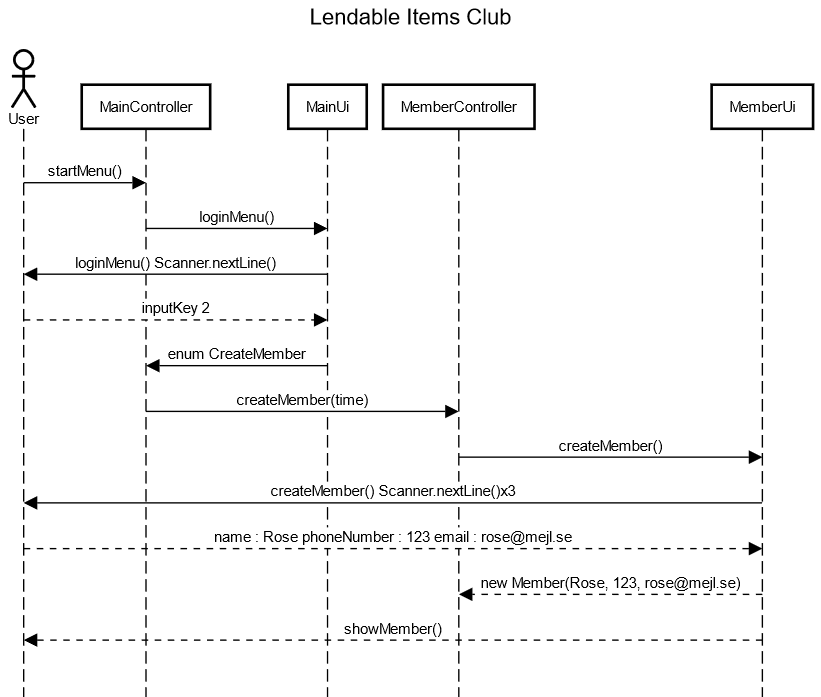 Lendable Items Club
User
MainController
MainUi
MemberController
MemberUi
startMenu()
loginMenu()
loginMenu() Scanner.nextLine()
inputKey 2
enum CreateMember
createMember(time)
createMember()
createMember() Scanner.nextLine()x3
name : Rose phoneNumber : 123 email : rose@mejl.se
new Member(Rose, 123, rose@mejl.se)
showMember()